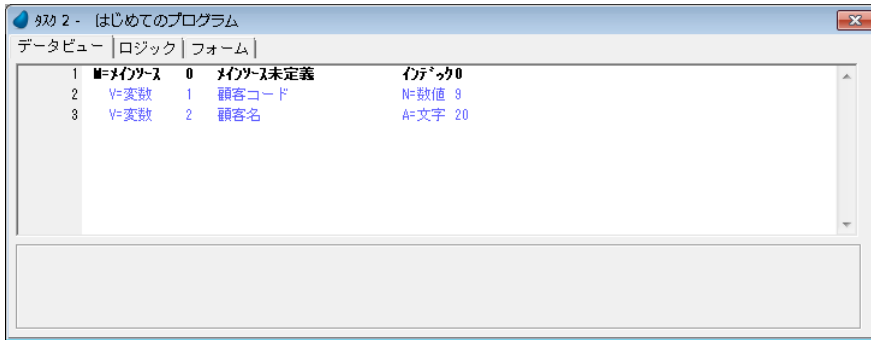 ﾀｽｸ 2 - はじめてのプログラム
データビュー ロジック フォーム
1 M=ﾒｲﾝｿｰｽ 0 ﾒｲﾝｿｰｽ未定義 ｲﾝﾃﾞｯｸ0
2 V=変数 1 顧客コード N=数値 9
3 V=変数 2 顧客名 A=文字 20